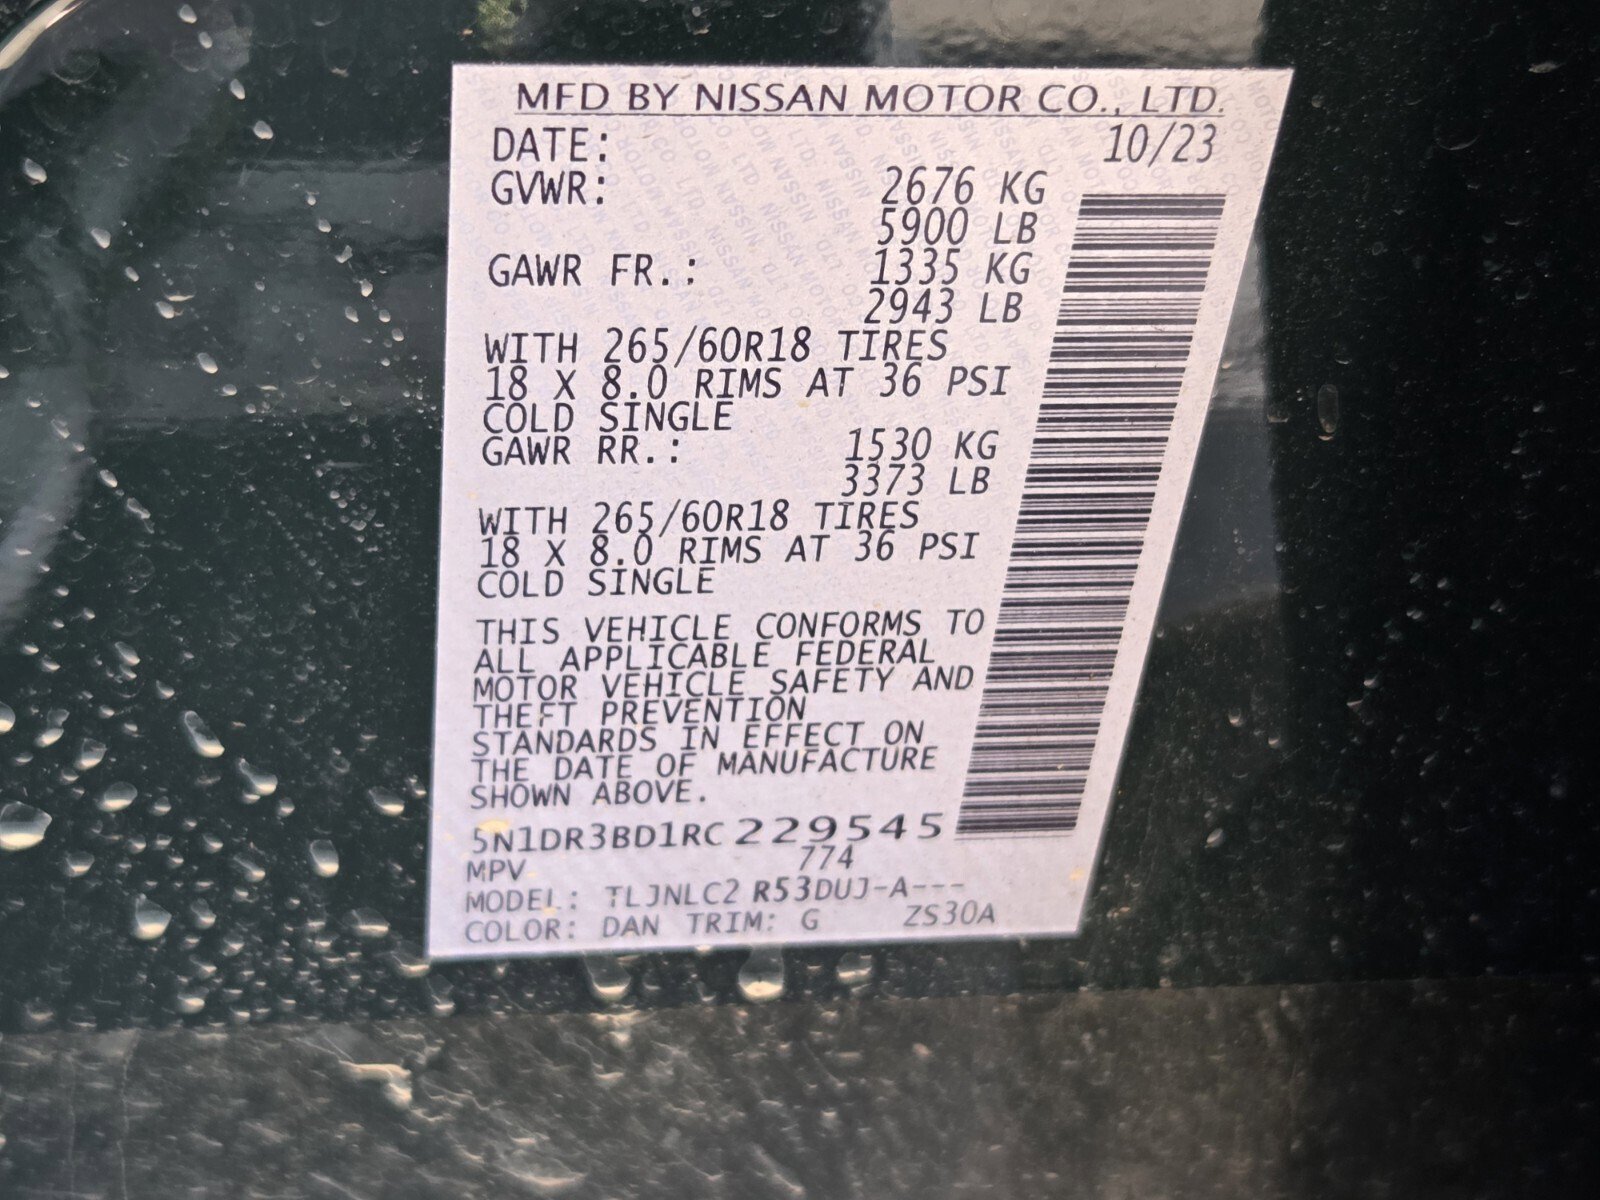 MFD BY NISSAN MOTOR CO., LTD.
DATE: 10/23
GVWR: 2676 KG
5900 LB
GAWR FR.: 1335 KG
2943 LB
WITH 265/60R18 TIRES
18 X 8.0 RIMS AT 36 PSI
COLD SINGLE
GAWR RR.: 1530 KG
3373 LB
WITH 265/60R18 TIRES
18 X 8.0 RIMS AT 36 PSI
COLD SINGLE
THIS VEHICLE CONFORMS TO
ALL APPLICABLE FEDERAL
MOTOR VEHICLE SAFETY AND
THEFT PREVENTION
STANDARDS IN EFFECT ON
THE DATE OF MANUFACTURE
SHOWN ABOVE.
5N1DR3BD1RC229545
MPV 774
MODEL: TLJNLC2 R53DUJ-A---
COLOR: DAN TRIM: G ZS30A